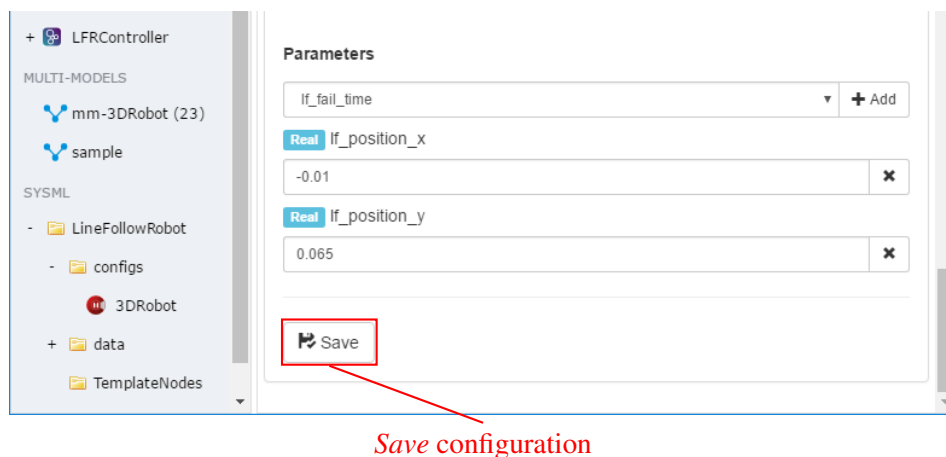 + LFRController
MULTI-MODELS
mm-3DRobot (23)
sample
SYSML
- LineFollowRobot
- configs
3DRobot
+ data
TemplateNodes
Parameters
lf_fail_time
+ Add
Real lf_position_x
-0.01
Real lf_position_y
0.065
Save
Save configuration